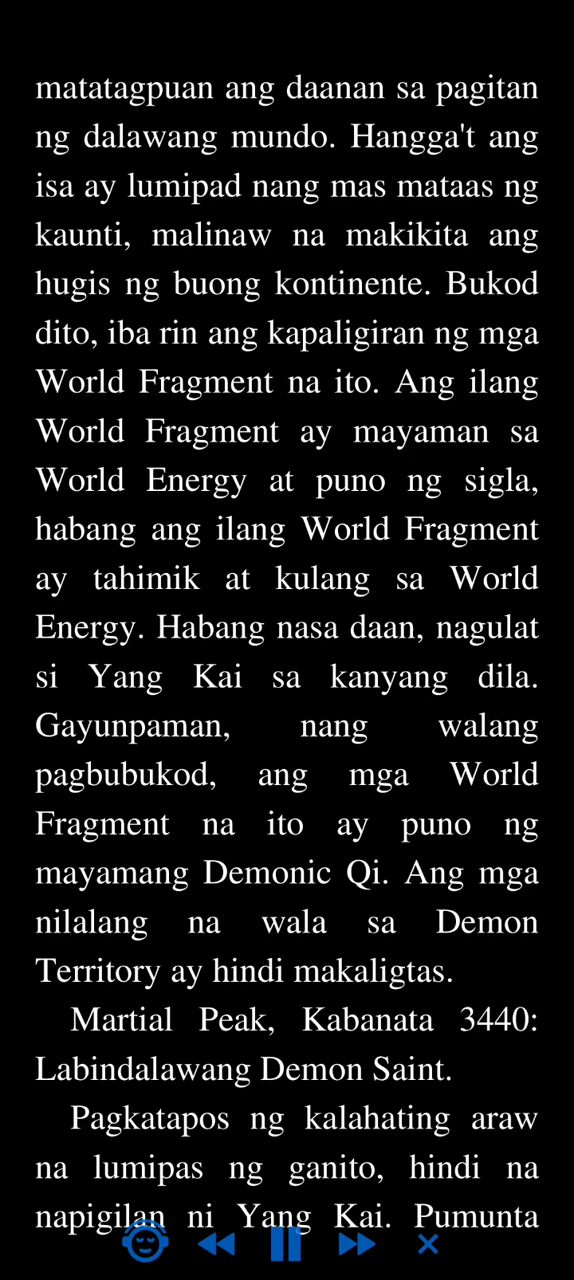 matatagpuan ang daanan sa pagitan
ng dalawang mundo. Hangga't ang
isa ay lumipad nang mas mataas ng
kaunti, malinaw na makikita ang
hugis ng buong kontinente. Bukod
dito, iba rin ang kapaligiran ng mga
World Fragment na ito. Ang ilang
World Fragment ay mayaman sa
World Energy at puno ng sigla,
habang ang ilang World Fragment
ay tahimik at kulang sa World
Energy. Habang nasa daan, nagulat
si Yang Kai sa kanyang dila.
Gayunpaman, nang walang
pagbubukod, ang mga World
Fragment na ito ay puno ng
mayamang Demonic Qi. Ang mga
nilalang na wala sa Demon
Territory ay hindi makaligtas.
Martial Peak, Kabanata 3440:
Labindalawang Demon Saint.
Pagkatapos ng kalahating araw
na lumipas ng ganito, hindi na
napigilan ni Yang Kai. Pumunta